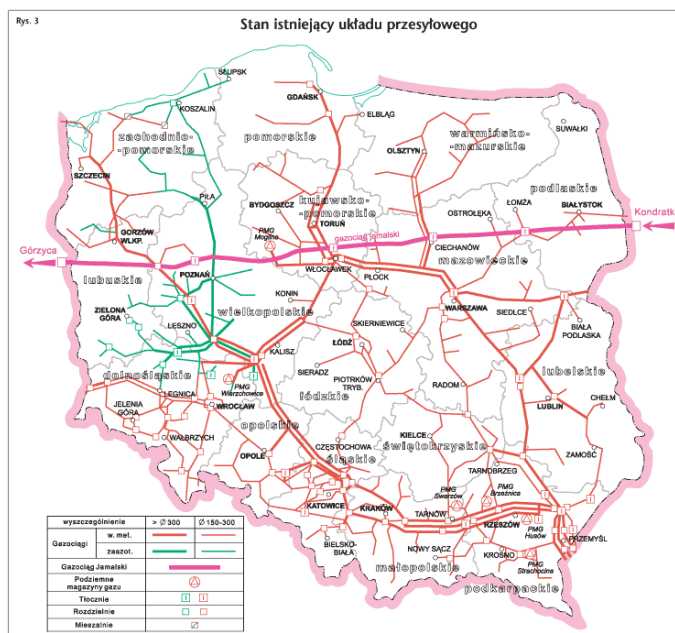 Rys. 3
Stan istniejący układu przesyłowego
SŁUPSK
KOSZALIN
GDAŃSK
ELBLĄG
zachodnio-
pomorskie
pomorskie
warmińsko-
mazurskie
SUWAŁKI
OLSZTYN
SZCZECIN
PIŁA
BYDGOSZCZ
kujawsko-
pomorskie
TORUŃ
PMG
Mogilno
podlaskie
ŁOMŻA
BIAŁYSTOK
OSTROŁĘKA
Kondratki
GORZÓW
WLKP.
Górzyca
gazociąg jamalski
CIECHANÓW
mazowieckie
WŁOCŁAWEK
PŁOCK
lubuskie
POZNAŃ
wielkopolskie
KONIN
WARSZAWA
SIEDLCE
BIAŁA
PODLASKA
ZIELONA
GÓRA
LESZNO
SKIERNIEWICE
ŁÓDŹ
KALISZ
SIERADZ
PIOTRKÓW
TRYB.
łódzkie
RADOM
lubelskie
LUBLIN
CHEŁM
dolnośląskie
PMG
Wierzchowice
LEGNICA
WROCŁAW
JELENIA
GÓRA
WAŁBRZYCH
opolskie
OPOLE
CZĘSTOCHOWA
śląskie
KIELCE
świętokrzyskie
ZAMOŚĆ
TARNOBRZEG
PMG
Swarzów
PMG
Brzeźnica
KATOWICE
KRAKÓW
TARNÓW
RZESZÓW
PMG
Husów
PRZEMYŚL
BIELSKO-
BIAŁA
NOWY SĄCZ
małopolskie
KROSNO
PMG
Strachocina
podkarpackie
wyszczególnienie
> Ø 300
Ø 150-300
Gazociągi
w. met.
zaazot.
Gazociąg Jamalski
Podziemne
magazyny gazu
Tłocznie
Rozdzielnie
Mieszalnie